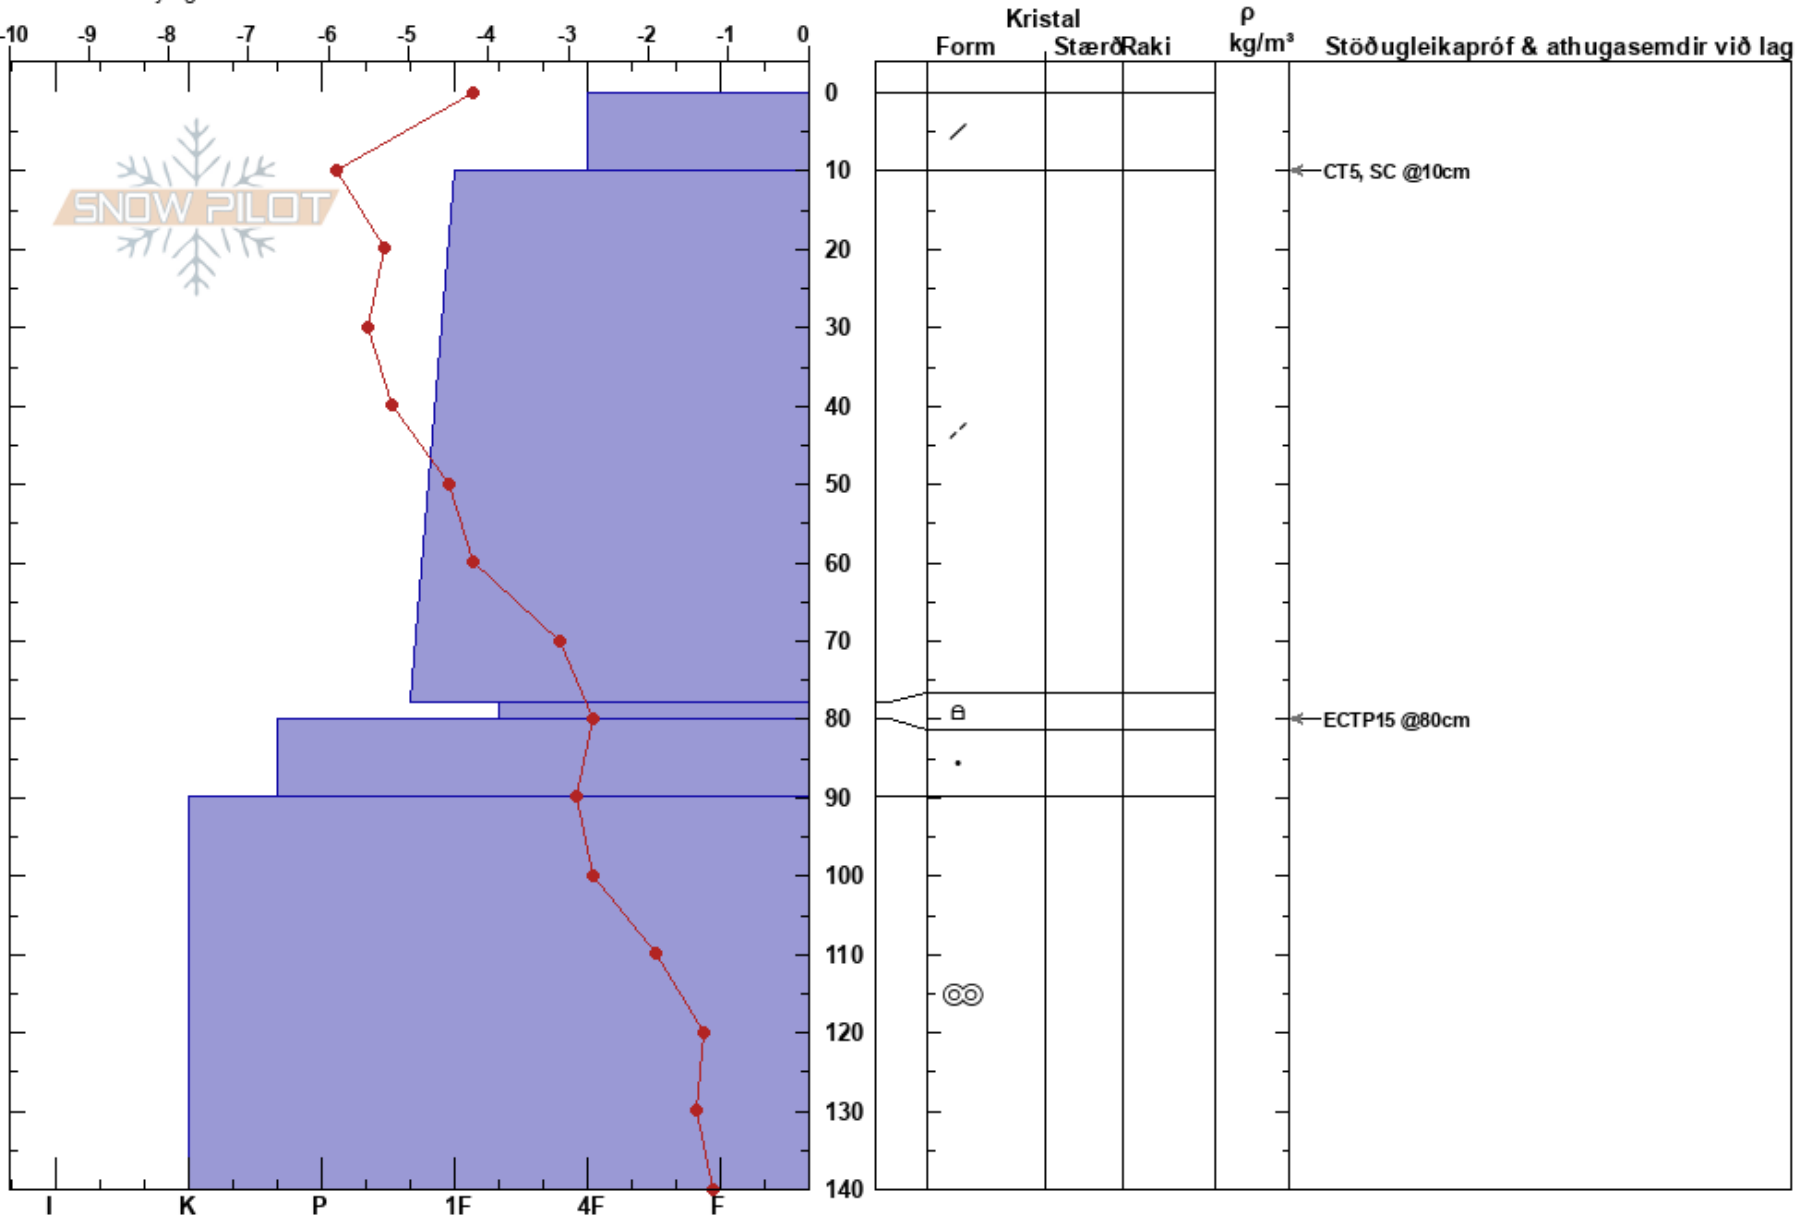 -10 -9 -8 -7 -6 -5 -4 -3 -2 -1 0
Kristal
Form Stærð Raki
ρ
kg/m³
Stöðugleikapróf & athugasemdir við lag
SNOW PILOT
0
10
20
30
40
50
60
70
80
90
100
110
120
130
140
CT5, SC @10cm
ECTP15 @80cm
I K P 1F 4F F